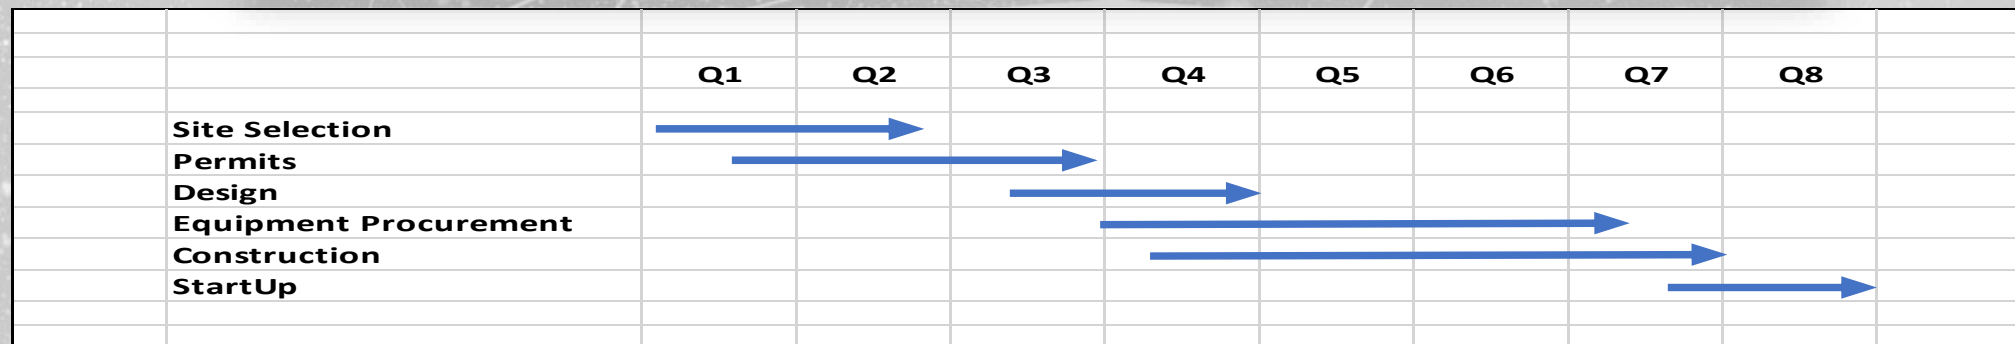 Q1 Q2 Q3 Q4 Q5 Q6 Q7 Q8
Site Selection
Permits
Design
Equipment Procurement
Construction
StartUp